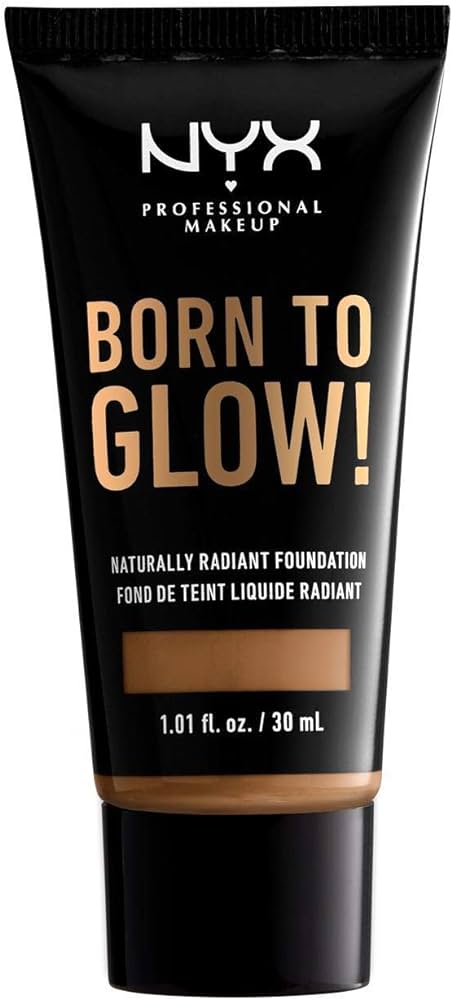 NYX
PROFESSIONAL
MAKEUP
BORN TO
GLOW!
NATURALLY RADIANT FOUNDATION
FOND DE TEINT LIQUIDE RADIANT
1.01 fl. oz. / 30 mL